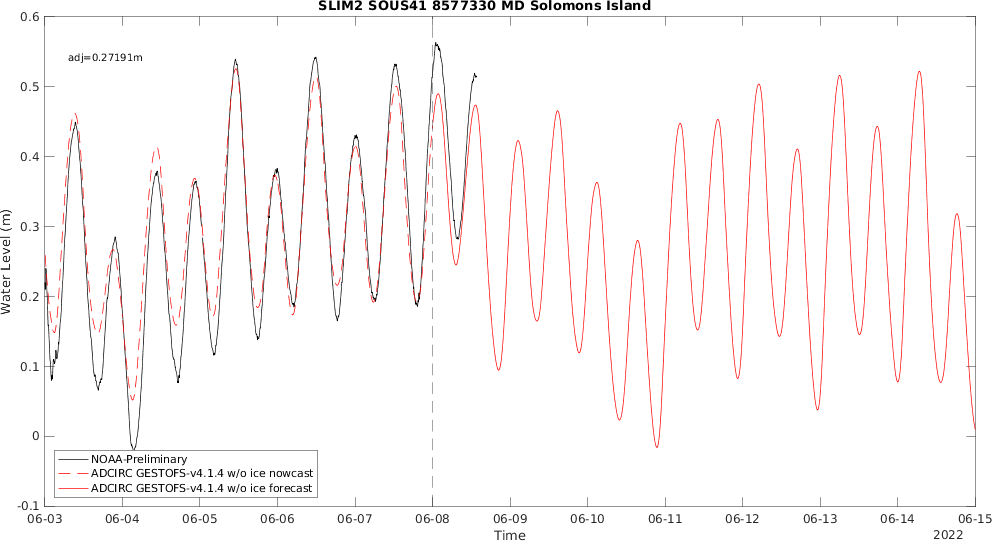 SLIM2 SOUS41 8577330 MD Solomons Island
adj=0.27191m
Water Level (m)
0.6
0.5
0.4
0.3
0.2
0.1
0
-0.1
NOAA-Preliminary
ADCIRC GESTOFS-v4.1.4 w/o ice nowcast
ADCIRC GESTOFS-v4.1.4 w/o ice forecast
06-03 06-04 06-05 06-06 06-07 06-08 06-09 06-10 06-11 06-12 06-13 06-14 06-15
Time
2022